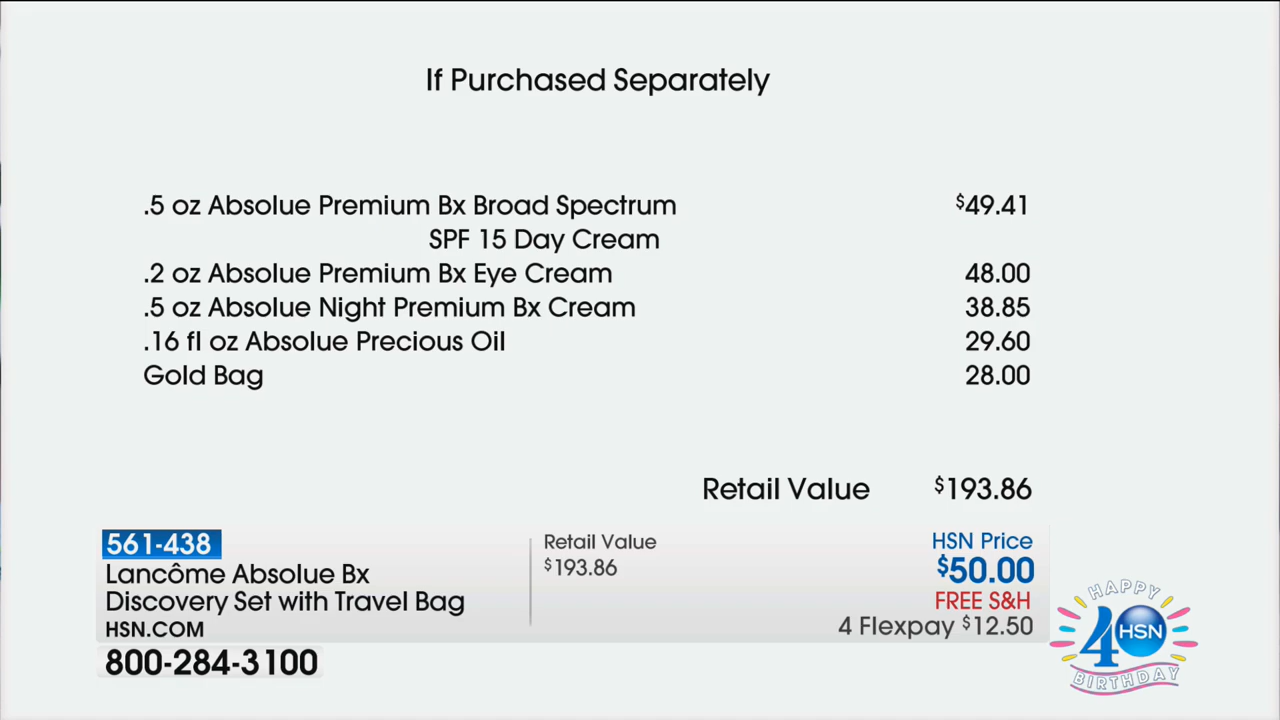 If Purchased Separately
.5 oz Absolue Premium Bx Broad Spectrum $49.41
SPF 15 Day Cream
.2 oz Absolue Premium Bx Eye Cream 48.00
.5 oz Absolue Night Premium Bx Cream 38.85
.16 fl oz Absolue Precious Oil 29.60
Gold Bag 28.00
Retail Value $193.86
561-438
Lancôme Absolue Bx
Discovery Set with Travel Bag
HSN.COM
800-284-3100
Retail Value
$193.86
HSN Price
$50.00
FREE S&H
4 Flexpay $12.50
HAPPY
40 HSN
BIRTHDAY